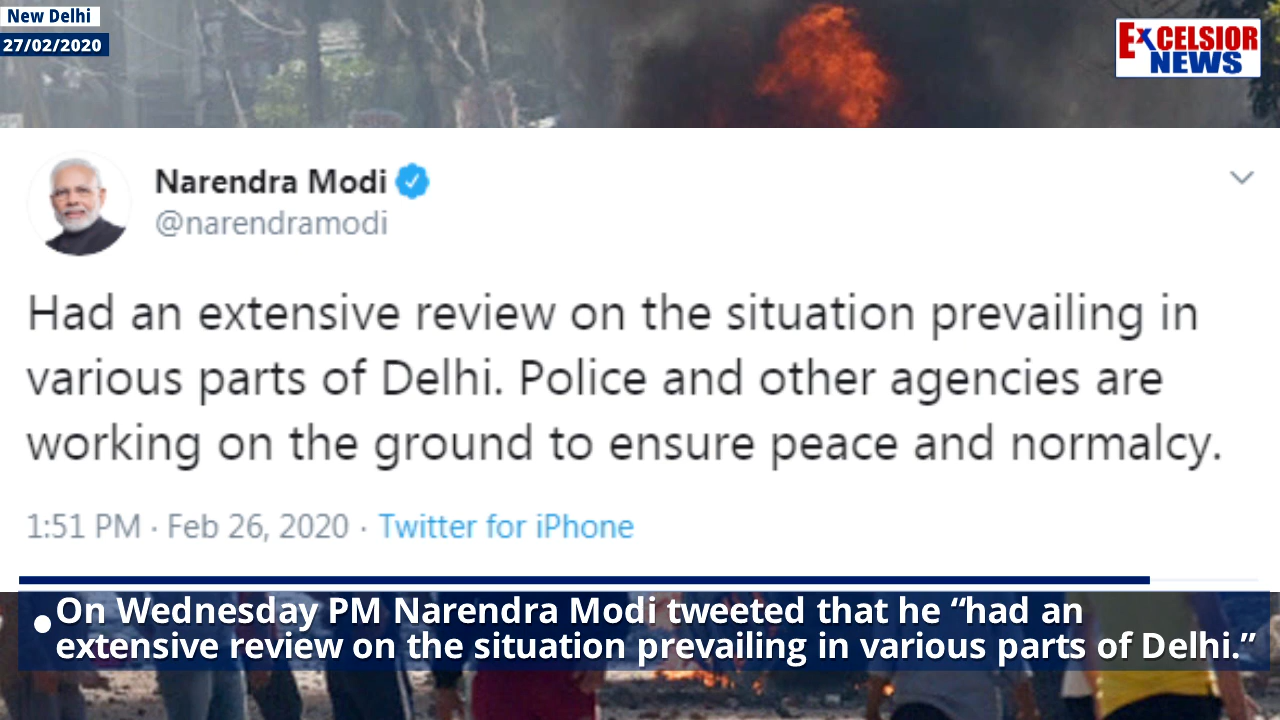 New Delhi
27/02/2020
EXCELSIOR
NEWS
Narendra Modi
@narendramodi
Had an extensive review on the situation prevailing in
various parts of Delhi. Police and other agencies are
working on the ground to ensure peace and normalcy.
1:51 PM · Feb 26, 2020 · Twitter for iPhone
•On Wednesday PM Narendra Modi tweeted that he “had an
extensive review on the situation prevailing in various parts of Delhi.”